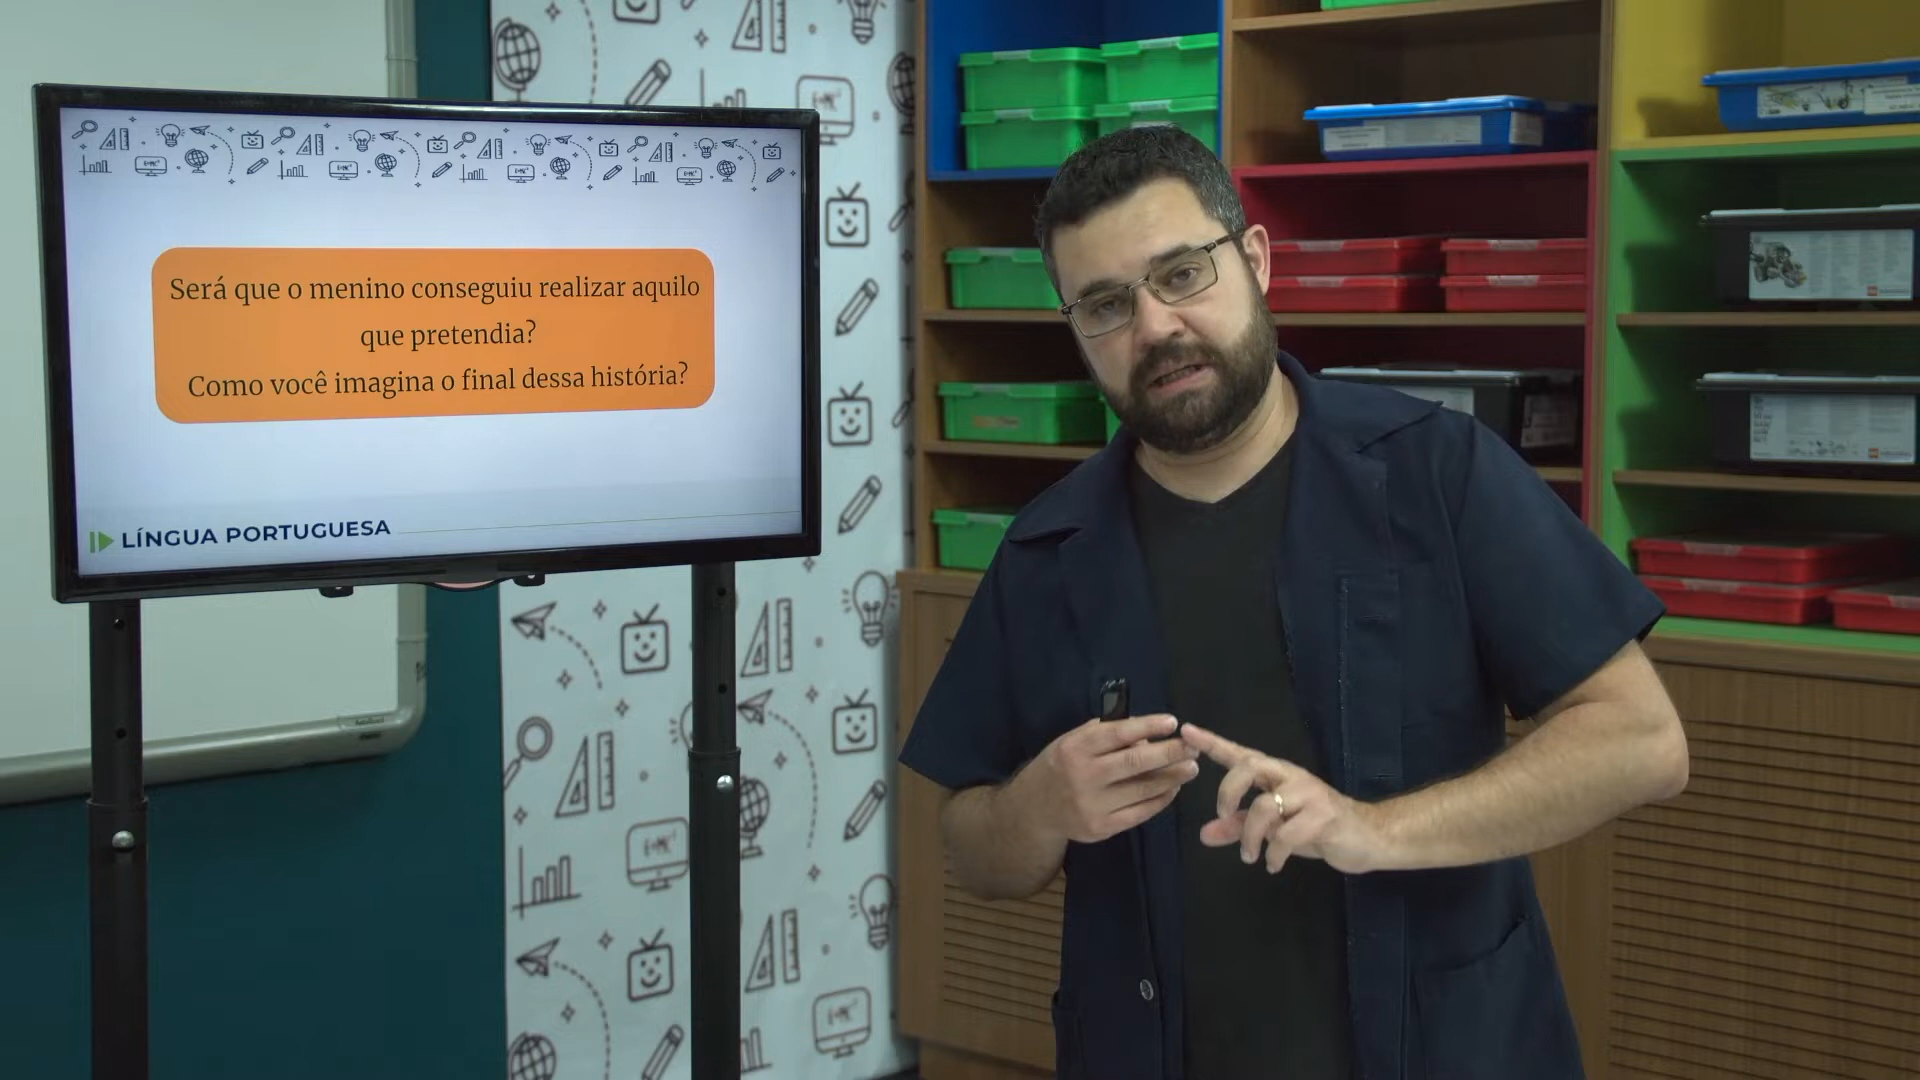 Será que o menino conseguiu realizar aquilo
que pretendia?
Como você imagina o final dessa história?
LÍNGUA PORTUGUESA